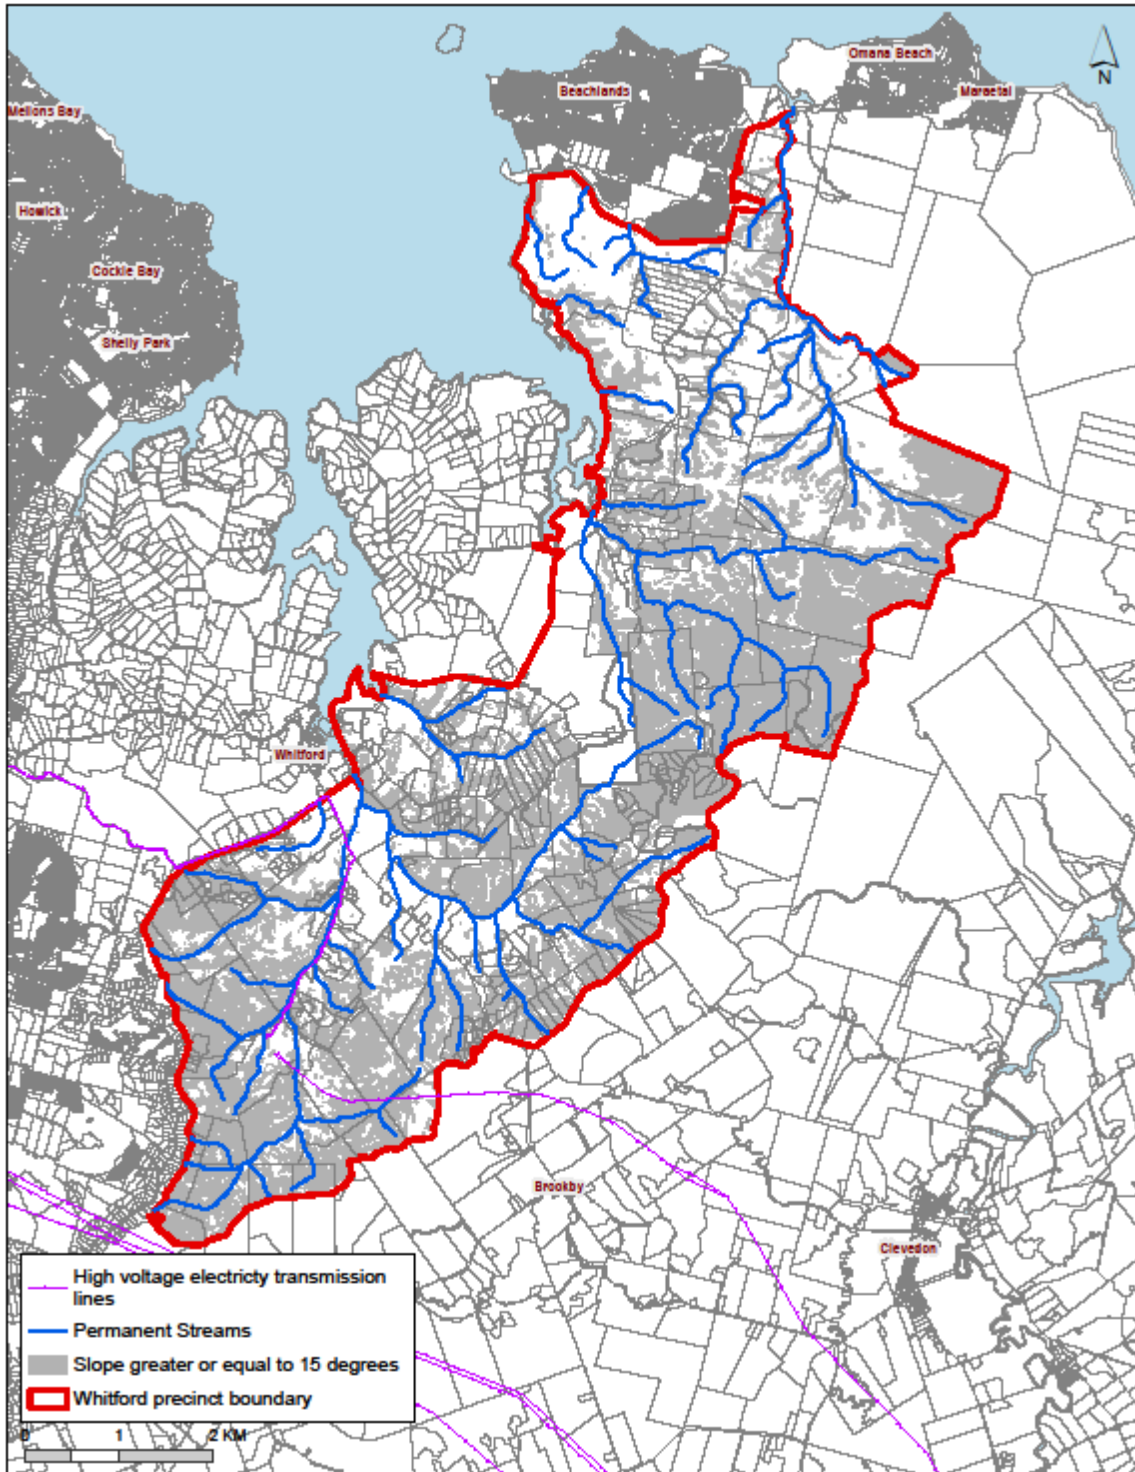 Omana Beach
Beachlands
Maraetai
N
Mellons Bay
Howick
Cockle Bay
Shelly Park
Whitford
Brookby
Clevedon
High voltage electricty transmission
lines
Permanent Streams
Slope greater or equal to 15 degrees
Whitford precinct boundary
0 1 2 KM